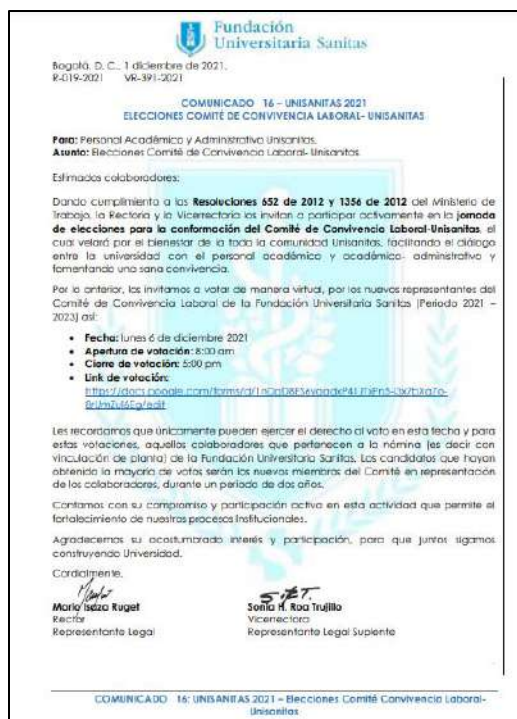 Fundación
Universitaria Sanitas
Bogotá, D. C., 1 diciembre de 2021.
R-019-2021 VR-391-2021
COMUNICADO 16 – UNISANITAS 2021
ELECCIONES COMITÉ DE CONVIVENCIA LABORAL- UNISANITAS
Para: Personal Académico y Administrativo Unisanitas.
Asunto: Elecciones Comité de Convivencia Laboral- Unisanitas
Estimados colaboradores:
Dando cumplimiento a las Resoluciones 652 de 2012 y 1356 de 2012 del Ministerio de
Trabajo, la Rectoría y la Vicerrectoría los invitan a participar activamente en la jornada
de elecciones para la conformación del Comité de Convivencia Laboral-Unisanitas, el
cual velará por el bienestar de la toda la comunidad Unisanitas, facilitando el diálogo
entre la universidad con el personal académico y académico- administrativo y
fomentando una sana convivencia.
Por lo anterior, los invitamos a votar de manera virtual, por los nuevos representantes del
Comité de Convivencia Laboral de la Fundación Universitaria Sanitas (Periodo 2021 –
2023) así:
• Fecha: lunes 6 de diciembre 2021
• Apertura de votación: 8:00 am
• Cierre de votación: 5:00 pm
• Link de votación:
Les recordamos que únicamente pueden ejercer el derecho al voto en esta fecha y para
estas votaciones, aquellos colaboradores que pertenecen a la nómina (es decir con
vinculación de planta) de la Fundación Universitaria Sanitas. Los candidatos que hayan
obtenido la mayoría de votos serán los nuevos miembros del Comité en representación
de los colaboradores, durante un periodo de dos años.
Contamos con su compromiso y participación activa en esta actividad que permite el
fortalecimiento de nuestros procesos Institucionales.
Agradecemos su acostumbrado interés y participación, para que juntos sigamos
construyendo Universidad.
Cordialmente,
Mario Isaza Ruget
Sonia H. Roa Trujillo
Rector
Vicerrectora
Representante Legal
Representante Legal Suplente
COMUNICADO 16: UNISANITAS 2021 – Elecciones Comité Convivencia Laboral-
Unisanitas